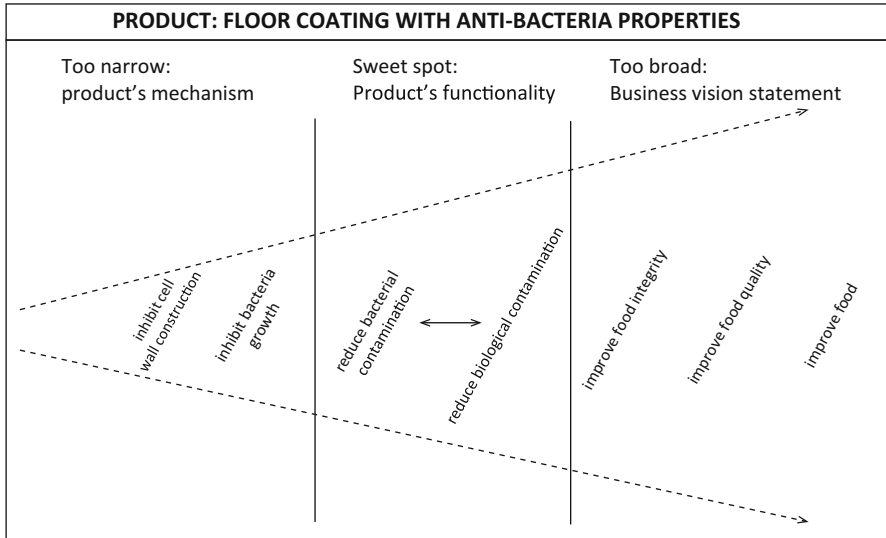 PRODUCT: FLOOR COATING WITH ANTI-BACTERIA PROPERTIES
Too narrow:
product's mechanism
Sweet spot:
Product's functionality
Too broad:
Business vision statement
inhibit cell
wall construction
inhibit bacteria
growth
reduce bacterial
contamination
reduce biological contamination
improve food integrity
improve food quality
improve food